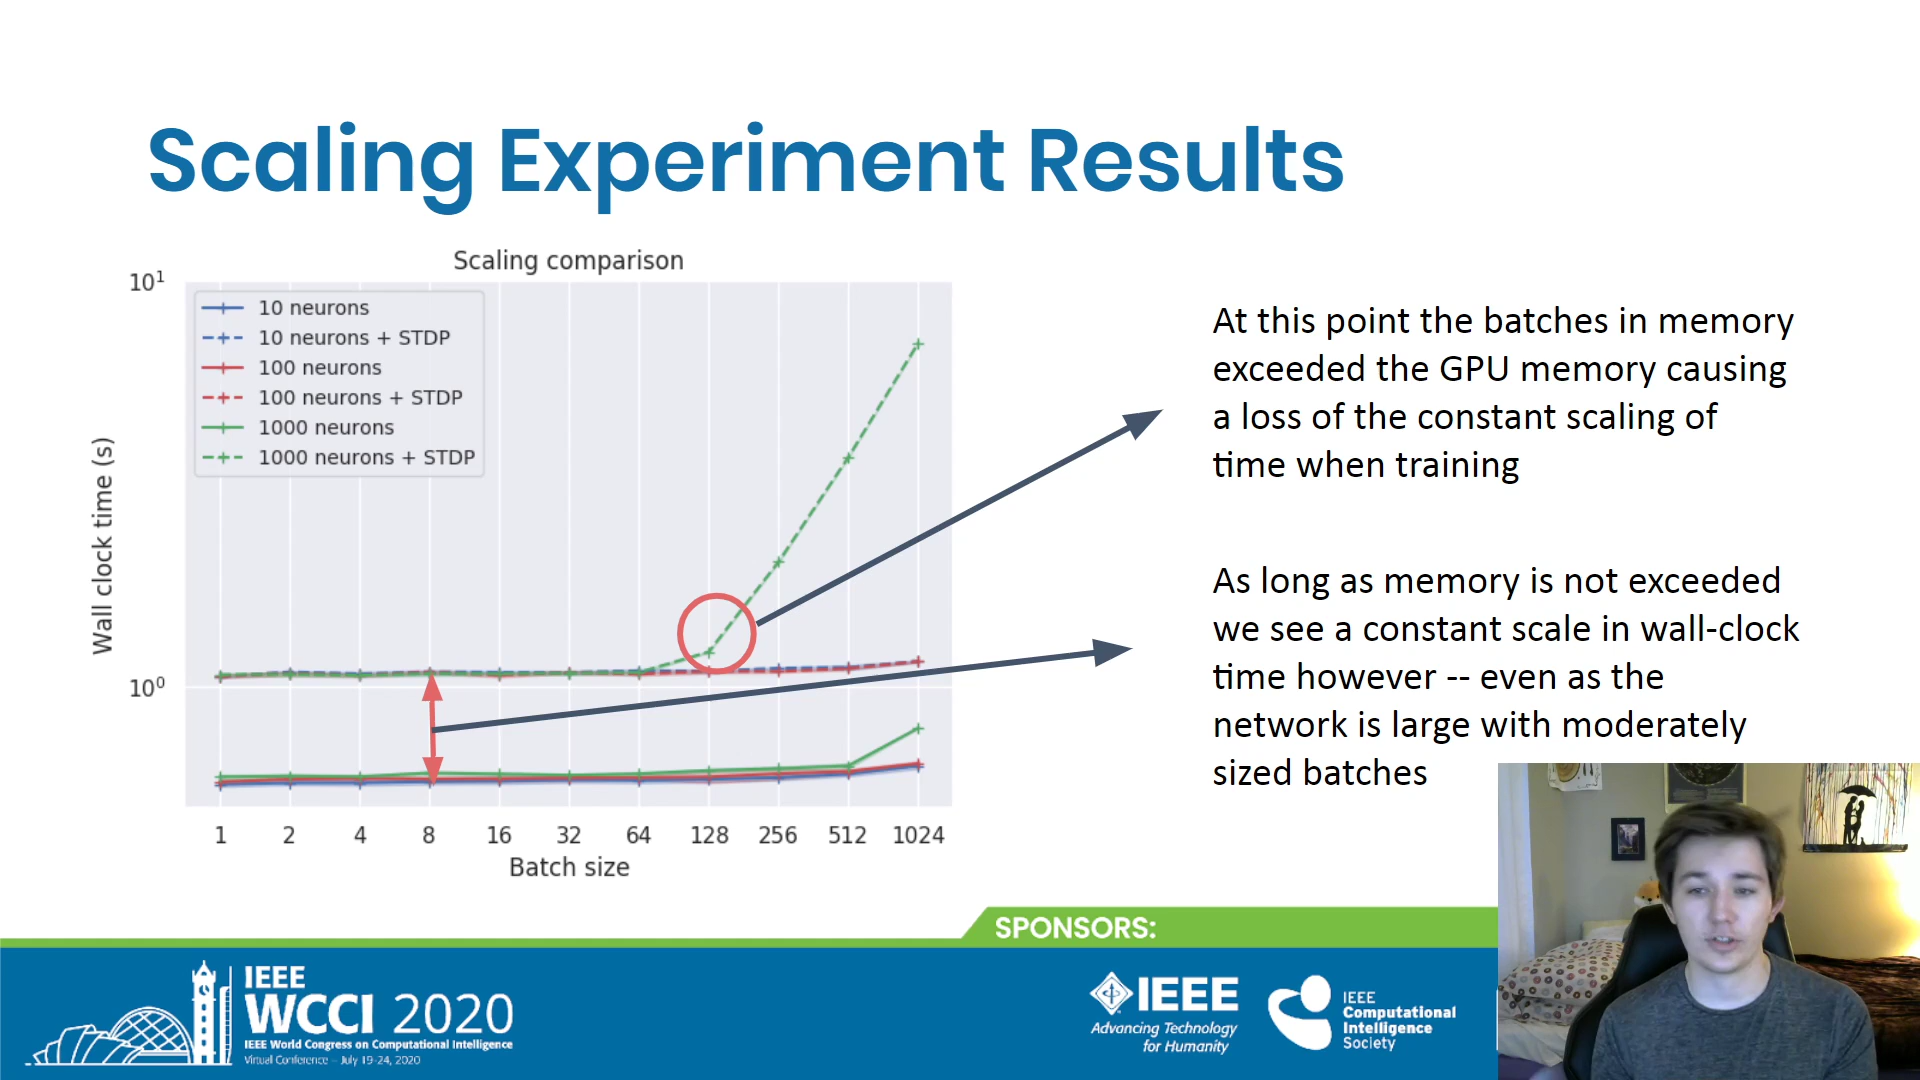 Scaling Experiment Results
Scaling comparison
10¹
10 neurons
10 neurons + STDP
100 neurons
100 neurons + STDP
1000 neurons
1000 neurons + STDP
Wall clock time (s)
10⁰
1 2 4 8 16 32 64 128 256 512 1024
Batch size
At this point the batches in memory
exceeded the GPU memory causing
a loss of the constant scaling of
time when training
As long as memory is not exceeded
we see a constant scale in wall-clock
time however -- even as the
network is large with moderately
sized batches
SPONSORS:
IEEE
WCCI 2020
IEEE World Congress on Computational Intelligence
Virtual Conference – July 19-24, 2020
IEEE
Advancing Technology
for Humanity
IEEE
Computational
Intelligence
Society